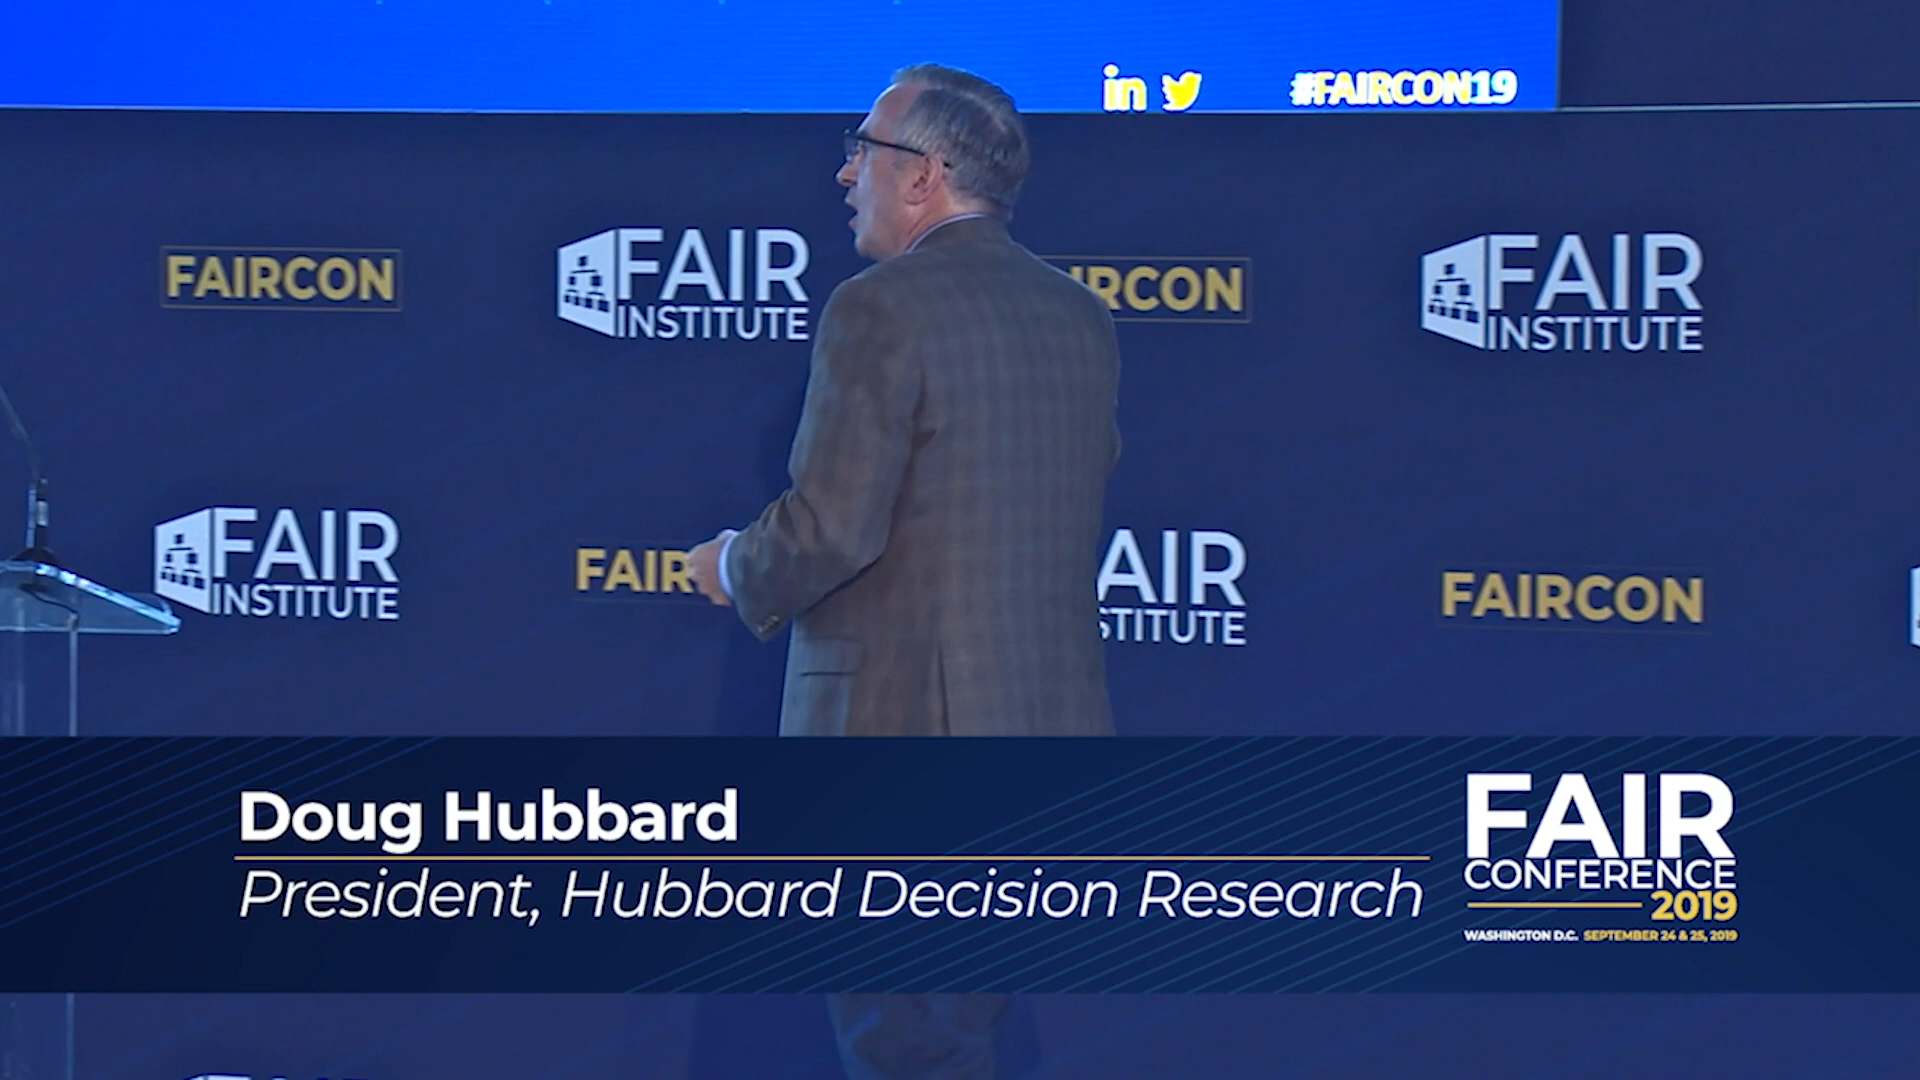 in
#FAIRCON19
FAIRCON
FAIR
INSTITUTE
RCON
FAIR
INSTITUTE
FAIR
INSTITUTE
FAIR
AIR
STITUTE
FAIRCON
Doug Hubbard
President, Hubbard Decision Research
FAIR
CONFERENCE
2019
WASHINGTON D.C. SEPTEMBER 24 & 25, 2019